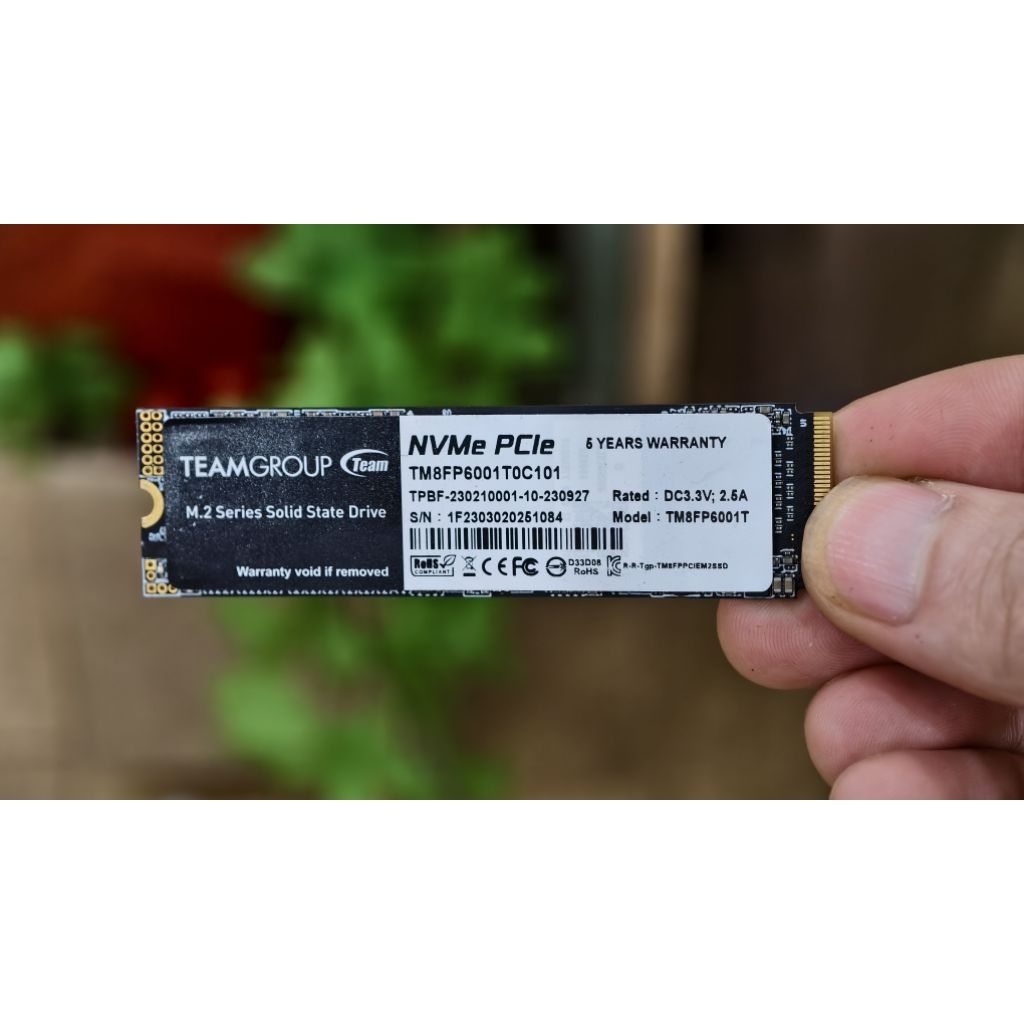 TEAMGROUP Team
M.2 Series Solid State Drive
Warranty void if removed
NVMe PCIe 5 YEARS WARRANTY
TM8FP6001T0C101
TPBF-230210001-10-230927 Rated : DC3.3V; 2.5A
S/N : 1F2303020251084 Model : TM8FP6001T
RoHS
COMPLIANT
CE FC D33D08
RoHS
R-R-Tgp-TM8FPPCIEM2SSD